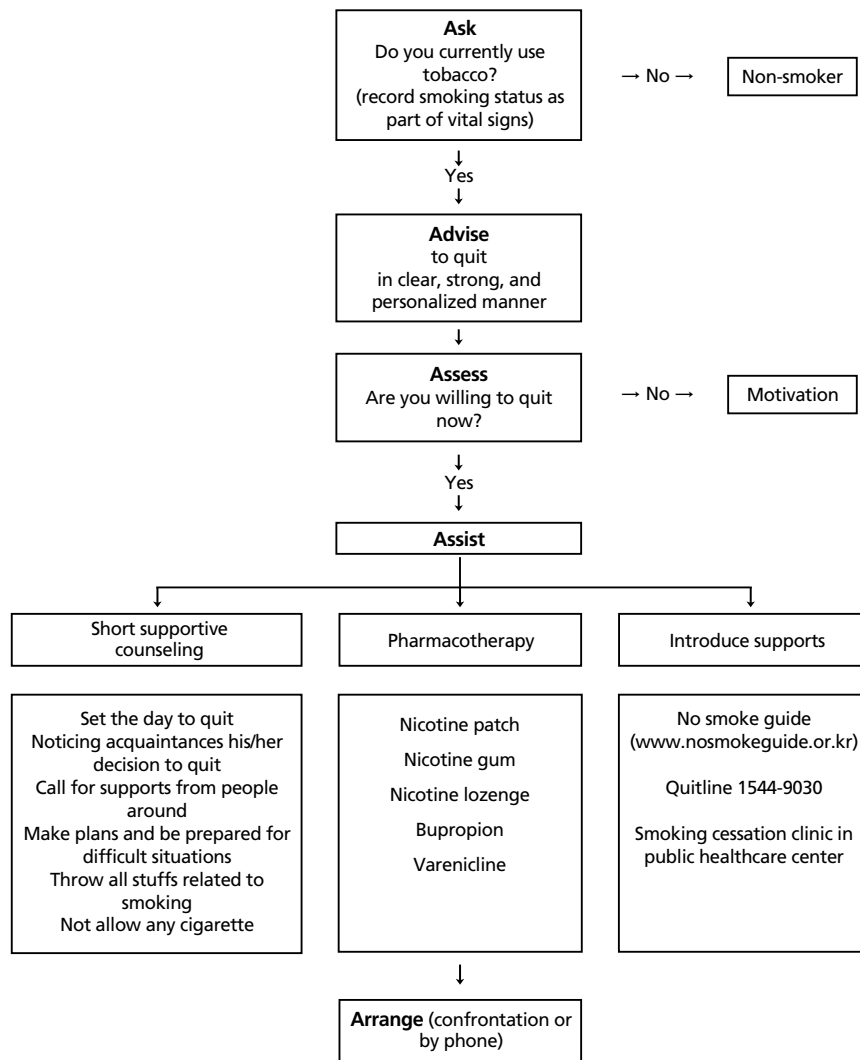 Ask
Do you currently use
tobacco?
(record smoking status as
part of vital signs)
→ No →
Non-smoker
Yes
Advise
to quit
in clear, strong, and
personalized manner
Assess
Are you willing to quit
now?
→ No →
Motivation
Yes
Assist
Short supportive
counseling
Pharmacotherapy
Introduce supports
Set the day to quit
Noticing acquaintances his/her
decision to quit
Call for supports from people
around
Make plans and be prepared for
difficult situations
Throw all stuffs related to
smoking
Not allow any cigarette
Nicotine patch
Nicotine gum
Nicotine lozenge
Bupropion
Varenicline
No smoke guide
(www.nosmokeguide.or.kr)
Quitline 1544-9030
Smoking cessation clinic in
public healthcare center
Arrange (confrontation or
by phone)